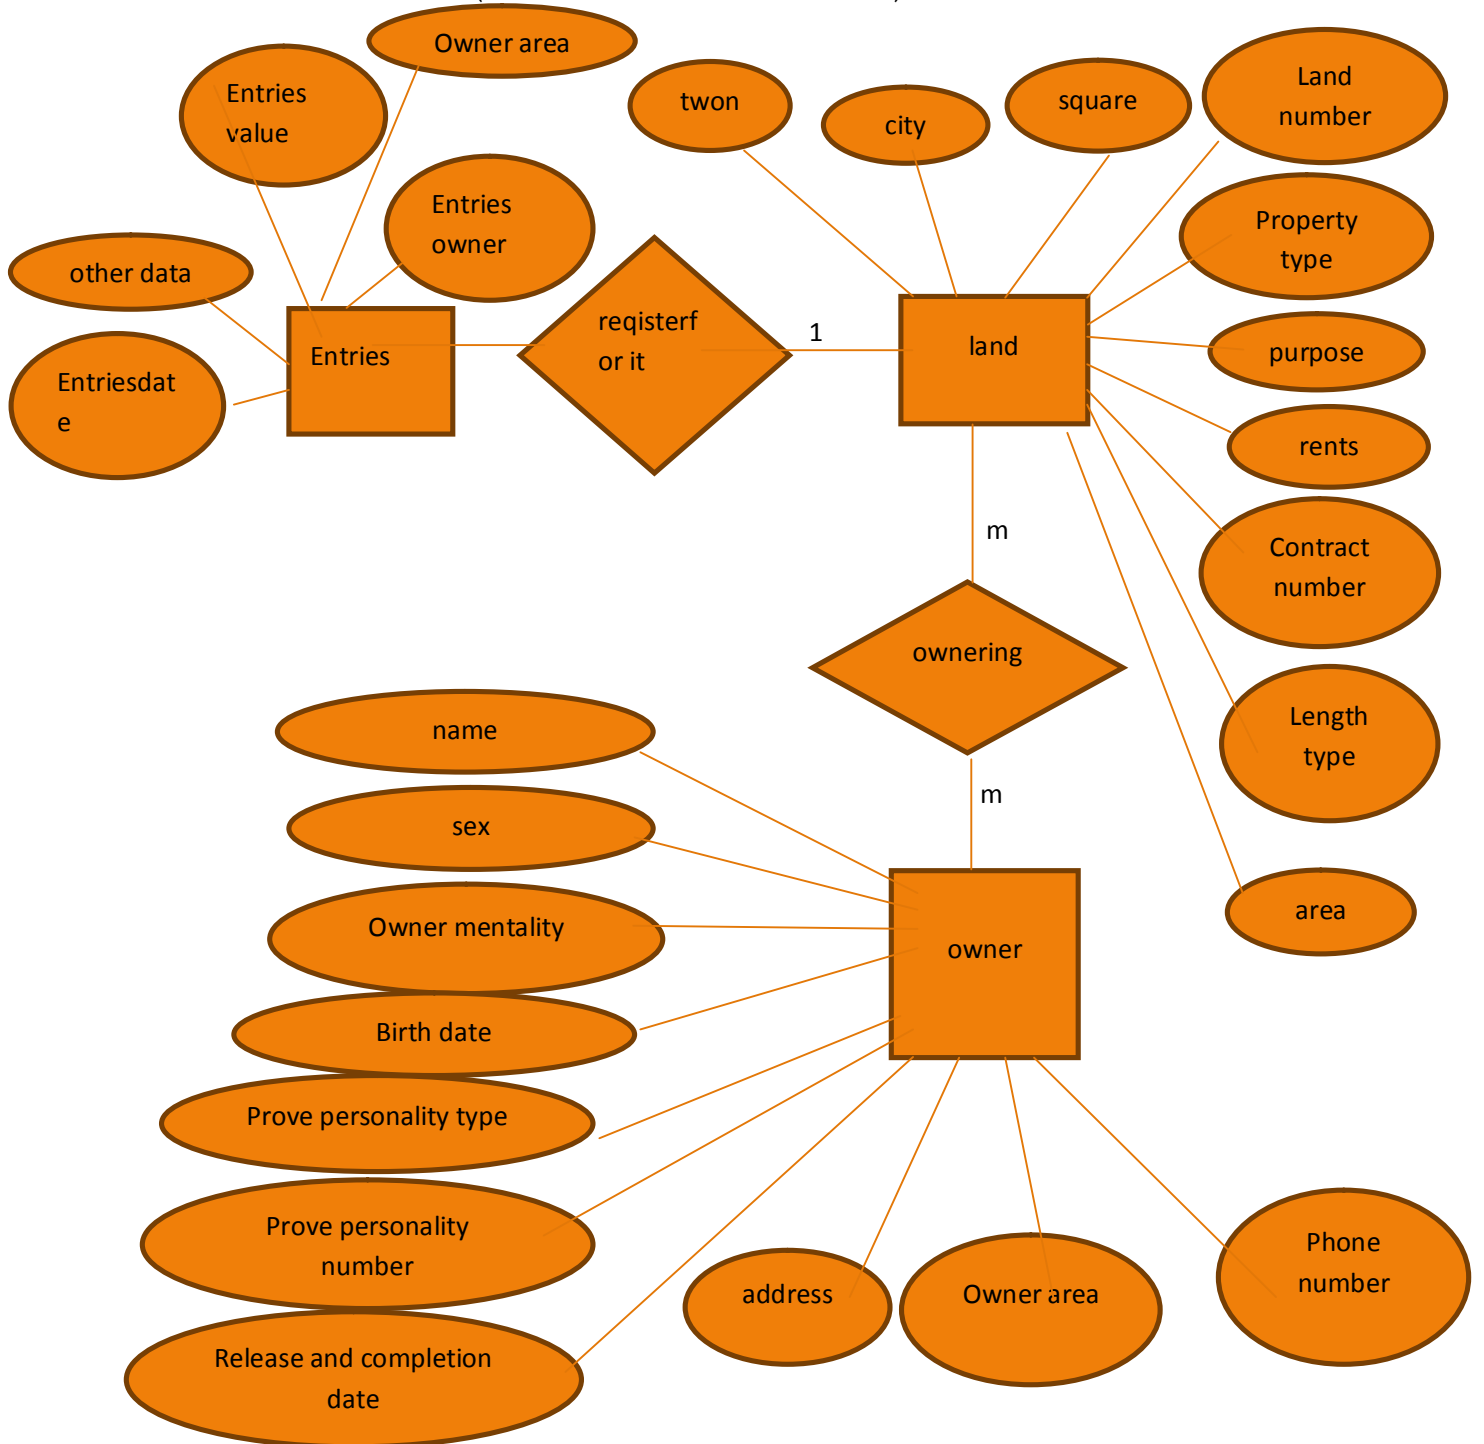 Owner area
Entries
value
twon
city
square
Land
number
Entries
owner
Property
type
other data
reqisterf
or it
1
land
purpose
Entries
Entriesdat
e
rents
m
Contract
number
ownering
Length
type
name
m
sex
area
Owner mentality
owner
Birth date
Prove personality type
Prove personality
number
Phone
number
address
Owner area
Release and completion
date